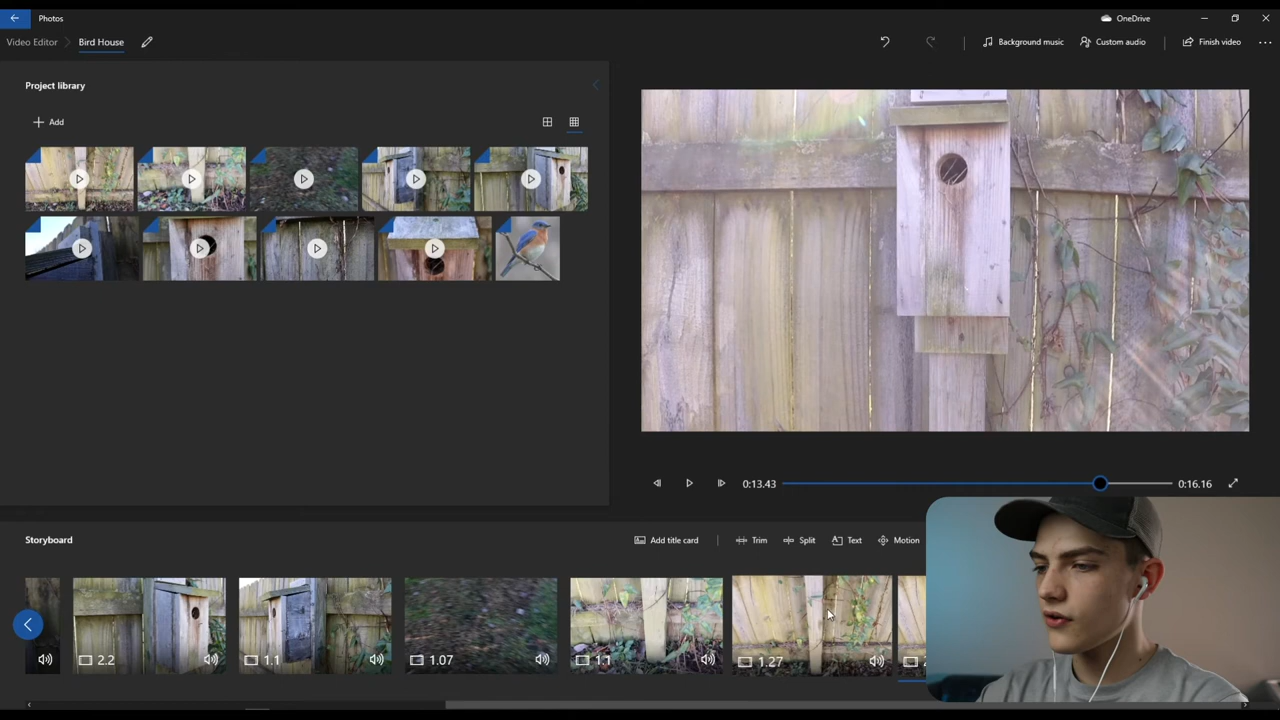 Photos
OneDrive
Video Editor
Bird House
Background music
Custom audio
Finish video
Project library
Add
0:13.43
0:16.16
Storyboard
Add title card
Trim
Split
Text
Motion
2.2
1.1
1.07
1.1
1.27